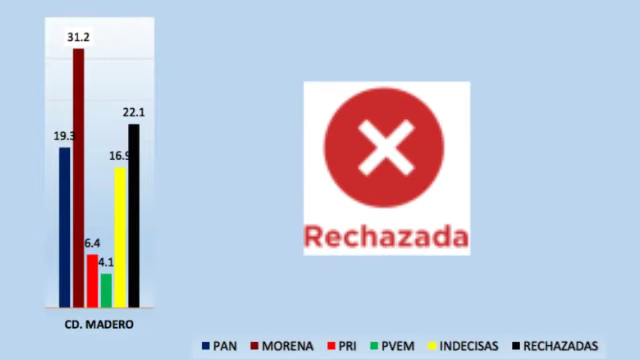 31.2
19.3
6.4
4.1
16.9
22.1
CD. MADERO
Rechazada
PAN MORENA PRI PVEM INDECISAS RECHAZADAS